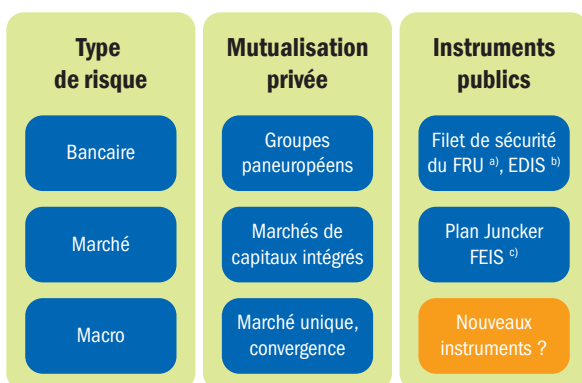 Type
de risque
Bancaire
Marché
Macro
Mutualisation
privée
Groupes
paneuropéens
Marchés de
capitaux intégrés
Marché unique,
convergence
Instruments
publics
Filet de sécurité
du FRU a), EDIS b)
Plan Juncker
FEIS c)
Nouveaux
instruments ?